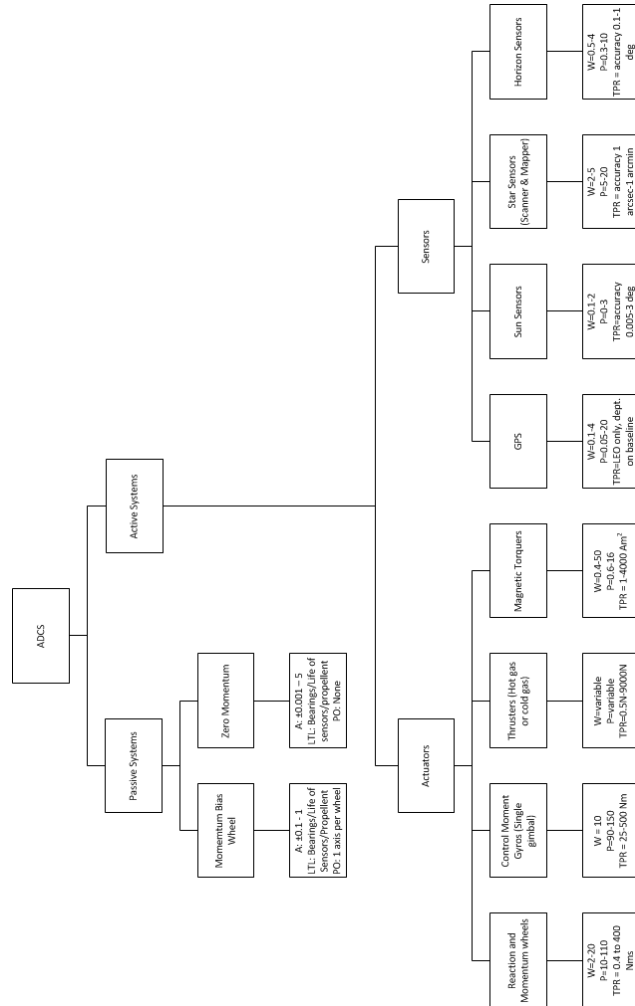 ADCS
Passive Systems
Active Systems
Momemtum Bias
Wheel
Zero Momentum
A: ±0.1 - 1
LTL: Bearings/Life of
Sensors/Propellent
PO: 1 axis per wheel
A: ±0.001 – 5
LTL: Bearings/Life of
sensors/propellent
PO: None
Actuators
Sensors
Reaction and
Momentum wheels
Control Moment
Gyros (Single
gimbal)
Thrusters (Hot gas
or cold gas)
Magnetic Torquers
GPS
Sun Sensors
Star Sensors
(Scanner & Mapper)
Horizon Sensors
W=2-20
P=10-110
TPR = 0.4 to 400
Nms
W = 10
P=90-150
TPR = 25-500 Nm
W=variable
P=variable
TPR=0.5N-9000N
W=0.4-50
P=0.6-16
TPR = 1-4000 Am²
W=0.1-4
P=0.05-20
TPR=LEO only, dept.
on baseline
W=0.1-2
P=0-3
TPR=accuracy
0.005-3 deg
W=2-5
P=5-20
TPR = accuracy 1
arcsec-1 arcmin
W=0.5-4
P=0.3-10
TPR = accuracy 0.1-1
deg